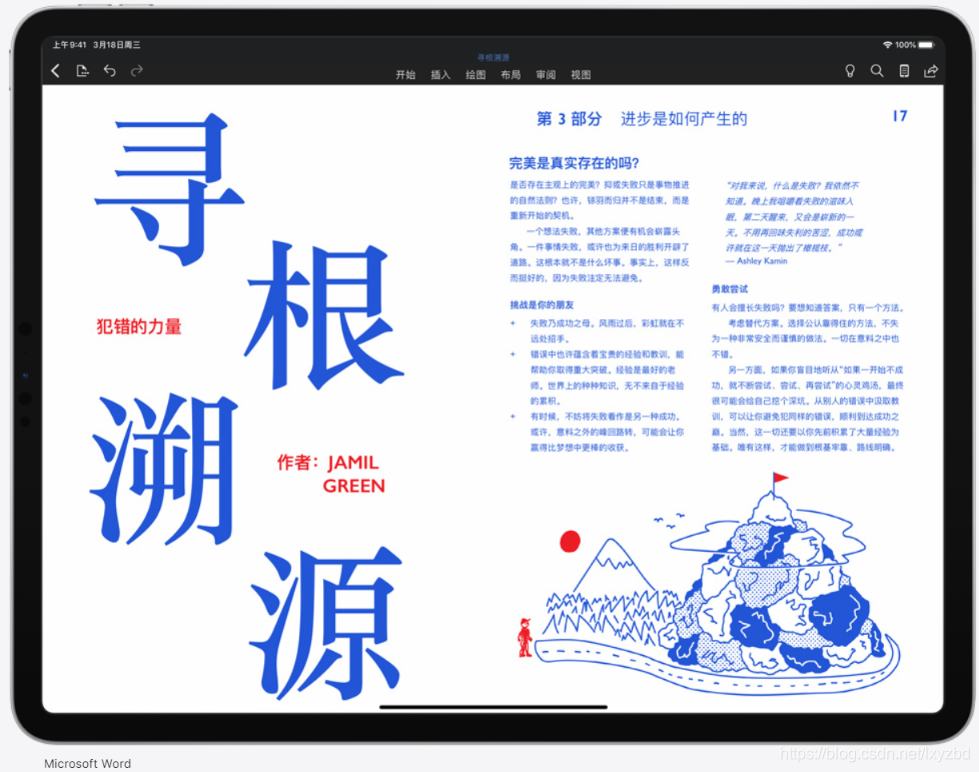 上午9:41 3月18日周三
100%
寻根溯源
开始 插入 绘图 布局 审阅 视图
寻
根
溯
源
犯错的力量
作者：JAMIL
GREEN
第 3 部分 进步是如何产生的
17
完美是真实存在的吗?
是否存在主观上的完美? 抑或失败只是事物推进
的自然法则? 也许，铩羽而归并不是结束，而是
重新开始的契机。
一个想法失败，其他方案便有机会崭露头
角。一件事情失败，或许也为来日的胜利开辟了
道路。这根本就不是什么坏事。事实上，这样反
而挺好的，因为失败注定无法避免。
挑战是你的朋友
+ 失败乃成功之母。风雨过后，彩虹就在不
远处招手。
+ 错误中也许蕴含着宝贵的经验和教训，能
帮助你取得重大突破。经验是最好的老
师。世界上的种种知识，无不来自于经验
的累积。
+ 有时候，不妨将失败看作是另一种成功。
或许，意料之外的峰回路转，可能会让你
赢得比梦想中更棒的收获。
“对我来说，什么是失败? 我依然不
知道。晚上我咀嚼着失败的滋味入
眠，第二天醒来，又会是崭新的一
天。不用再回味失利的苦涩，成功或
许就在这一天抛出了橄榄枝。”
— Ashley Kamin
勇敢尝试
有人会擅长失败吗? 要想知道答案，只有一个方法。
考虑替代方案。选择公认靠得住的方法，不失
为一种非常安全而谨慎的做法。一切在意料之中也
不错。
另一方面，如果你盲目地听从“如果一开始不成
功，就不断尝试、尝试、再尝试”的心灵鸡汤，最终
很可能会给自己挖个深坑。从别人的错误中汲取教
训，可以让你避免犯同样的错误，顺利到达成功之
巅。当然，这一切还要以你先前积累了大量经验为
基础。唯有这样，才能做到根基牢靠、路线明确。
Microsoft Word
https://blog.csdn.net/lxyzbd